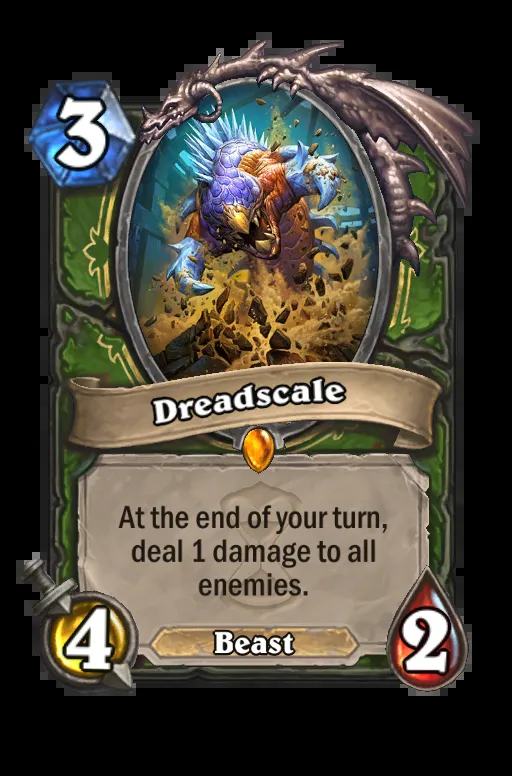 3
Dreadscale
At the end of your turn,
deal 1 damage to all
enemies.
4
Beast
2